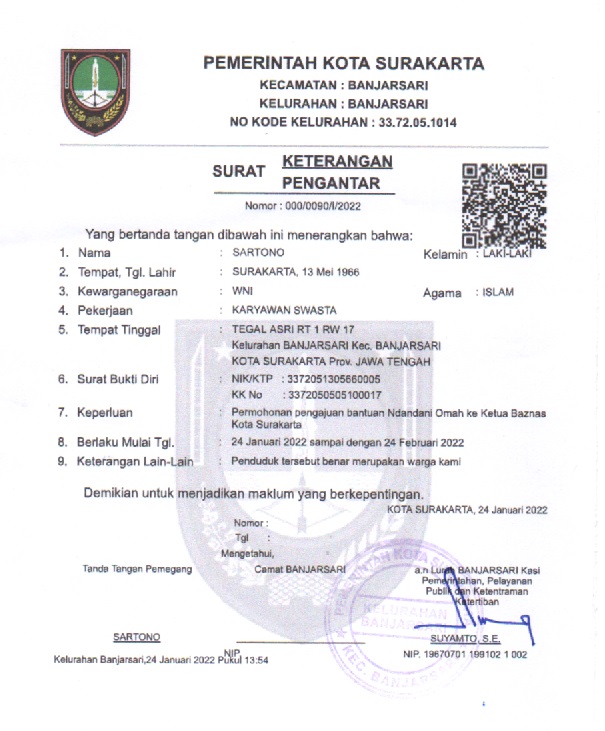 PEMERINTAH KOTA SURAKARTA
KECAMATAN : BANJARSARI
KELURAHAN : BANJARSARI
NO KODE KELURAHAN : 33.72.05.1014
SURAT KETERANGAN
PENGANTAR
Nomor : 000/0090/I/2022
Yang bertanda tangan dibawah ini menerangkan bahwa:
1. Nama : SARTONO Kelamin : LAKI-LAKI
2. Tempat, Tgl. Lahir : SURAKARTA, 13 Mei 1966
3. Kewarganegaraan : WNI Agama : ISLAM
4. Pekerjaan : KARYAWAN SWASTA
5. Tempat Tinggal : TEGAL ASRI RT 1 RW 17
Kelurahan BANJARSARI Kec. BANJARSARI
KOTA SURAKARTA Prov. JAWA TENGAH
6. Surat Bukti Diri : NIK/KTP : 3372051305660005
KK No : 3372050505100017
7. Keperluan : Permohonan pengajuan bantuan Ndandani Omah ke Ketua Baznas
Kota Surakarta
8. Berlaku Mulai Tgl. : 24 Januari 2022 sampai dengan 24 Februari 2022
9. Keterangan Lain-Lain : Penduduk tersebut benar merupakan warga kami
Demikian untuk menjadikan maklum yang berkepentingan.
KOTA SURAKARTA, 24 Januari 2022
Nomor :
Tgl :
Mengetahui,
Tanda Tangan Pemegang Camat BANJARSARI a.n Lurah BANJARSARI Kasi
Pemerintahan, Pelayanan
Publik dan Ketentraman
Ketertiban
PEMERINTAH KOTA
KELURAHAN
BANJARSARI
KEC. BANJARSARI
SARTONO SUYAMTO, S.E.
NIP. NIP. 19670701 199102 1 002
Kelurahan Banjarsari,24 Januari 2022 Pukul 13:54